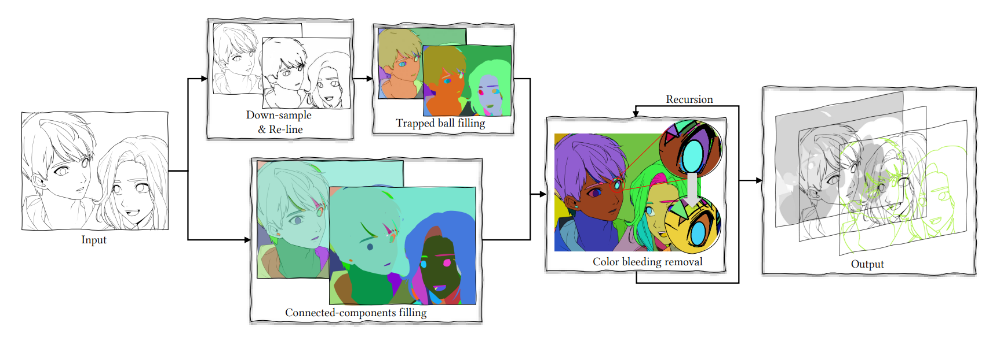 Input
Down-sample
& Re-line
Trapped ball filling
Connected-components filling
Recursion
Color bleeding removal
Output